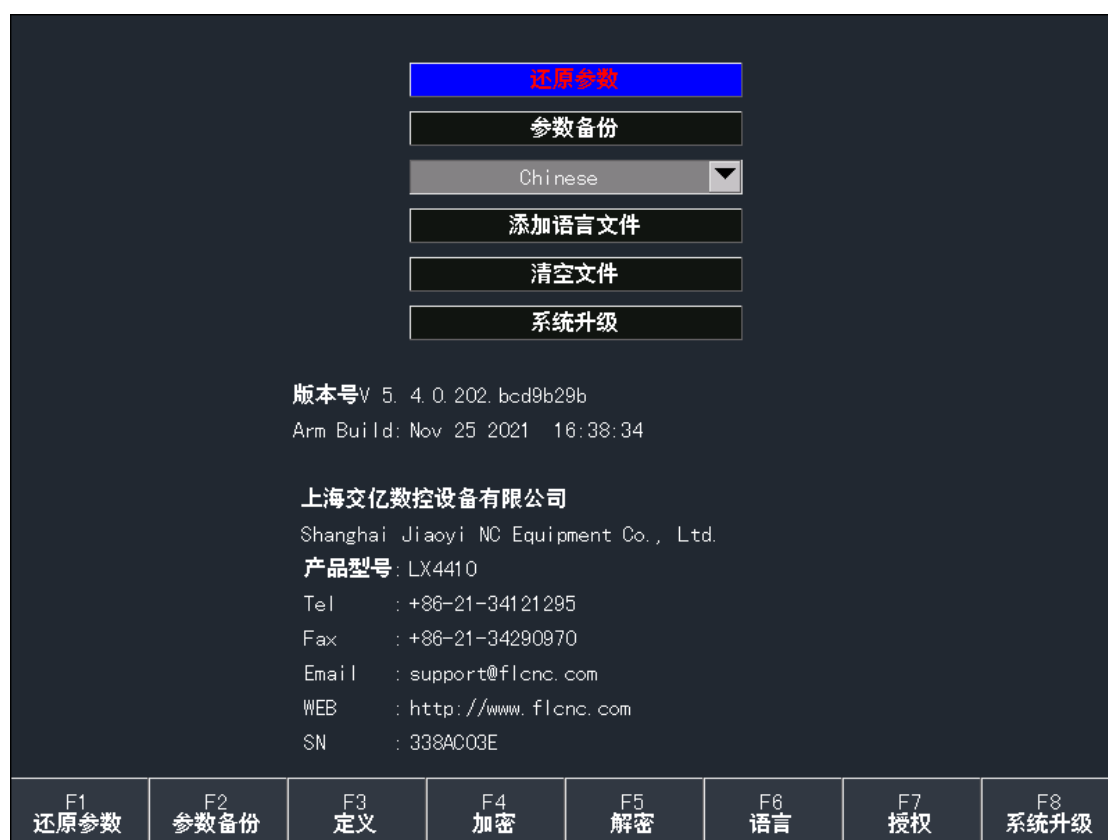 还原参数
参数备份
Chinese
添加语言文件
清空文件
系统升级
版本号V 5. 4.0.202.bcd9b29b
Arm Build: Nov 25 2021 16:38:34
上海交亿数控设备有限公司
Shanghai Jiaoyi NC Equipment Co., Ltd.
产品型号: LX4410
Tel : +86-21-34121295
Fax : +86-21-34290970
Email : support@flcnc.com
WEB : http://www.flcnc.com
SN : 338AC03E
F1 F2 F3 F4 F5 F6 F7 F8
还原参数 参数备份 定义 加密 解密 语言 授权 系统升级